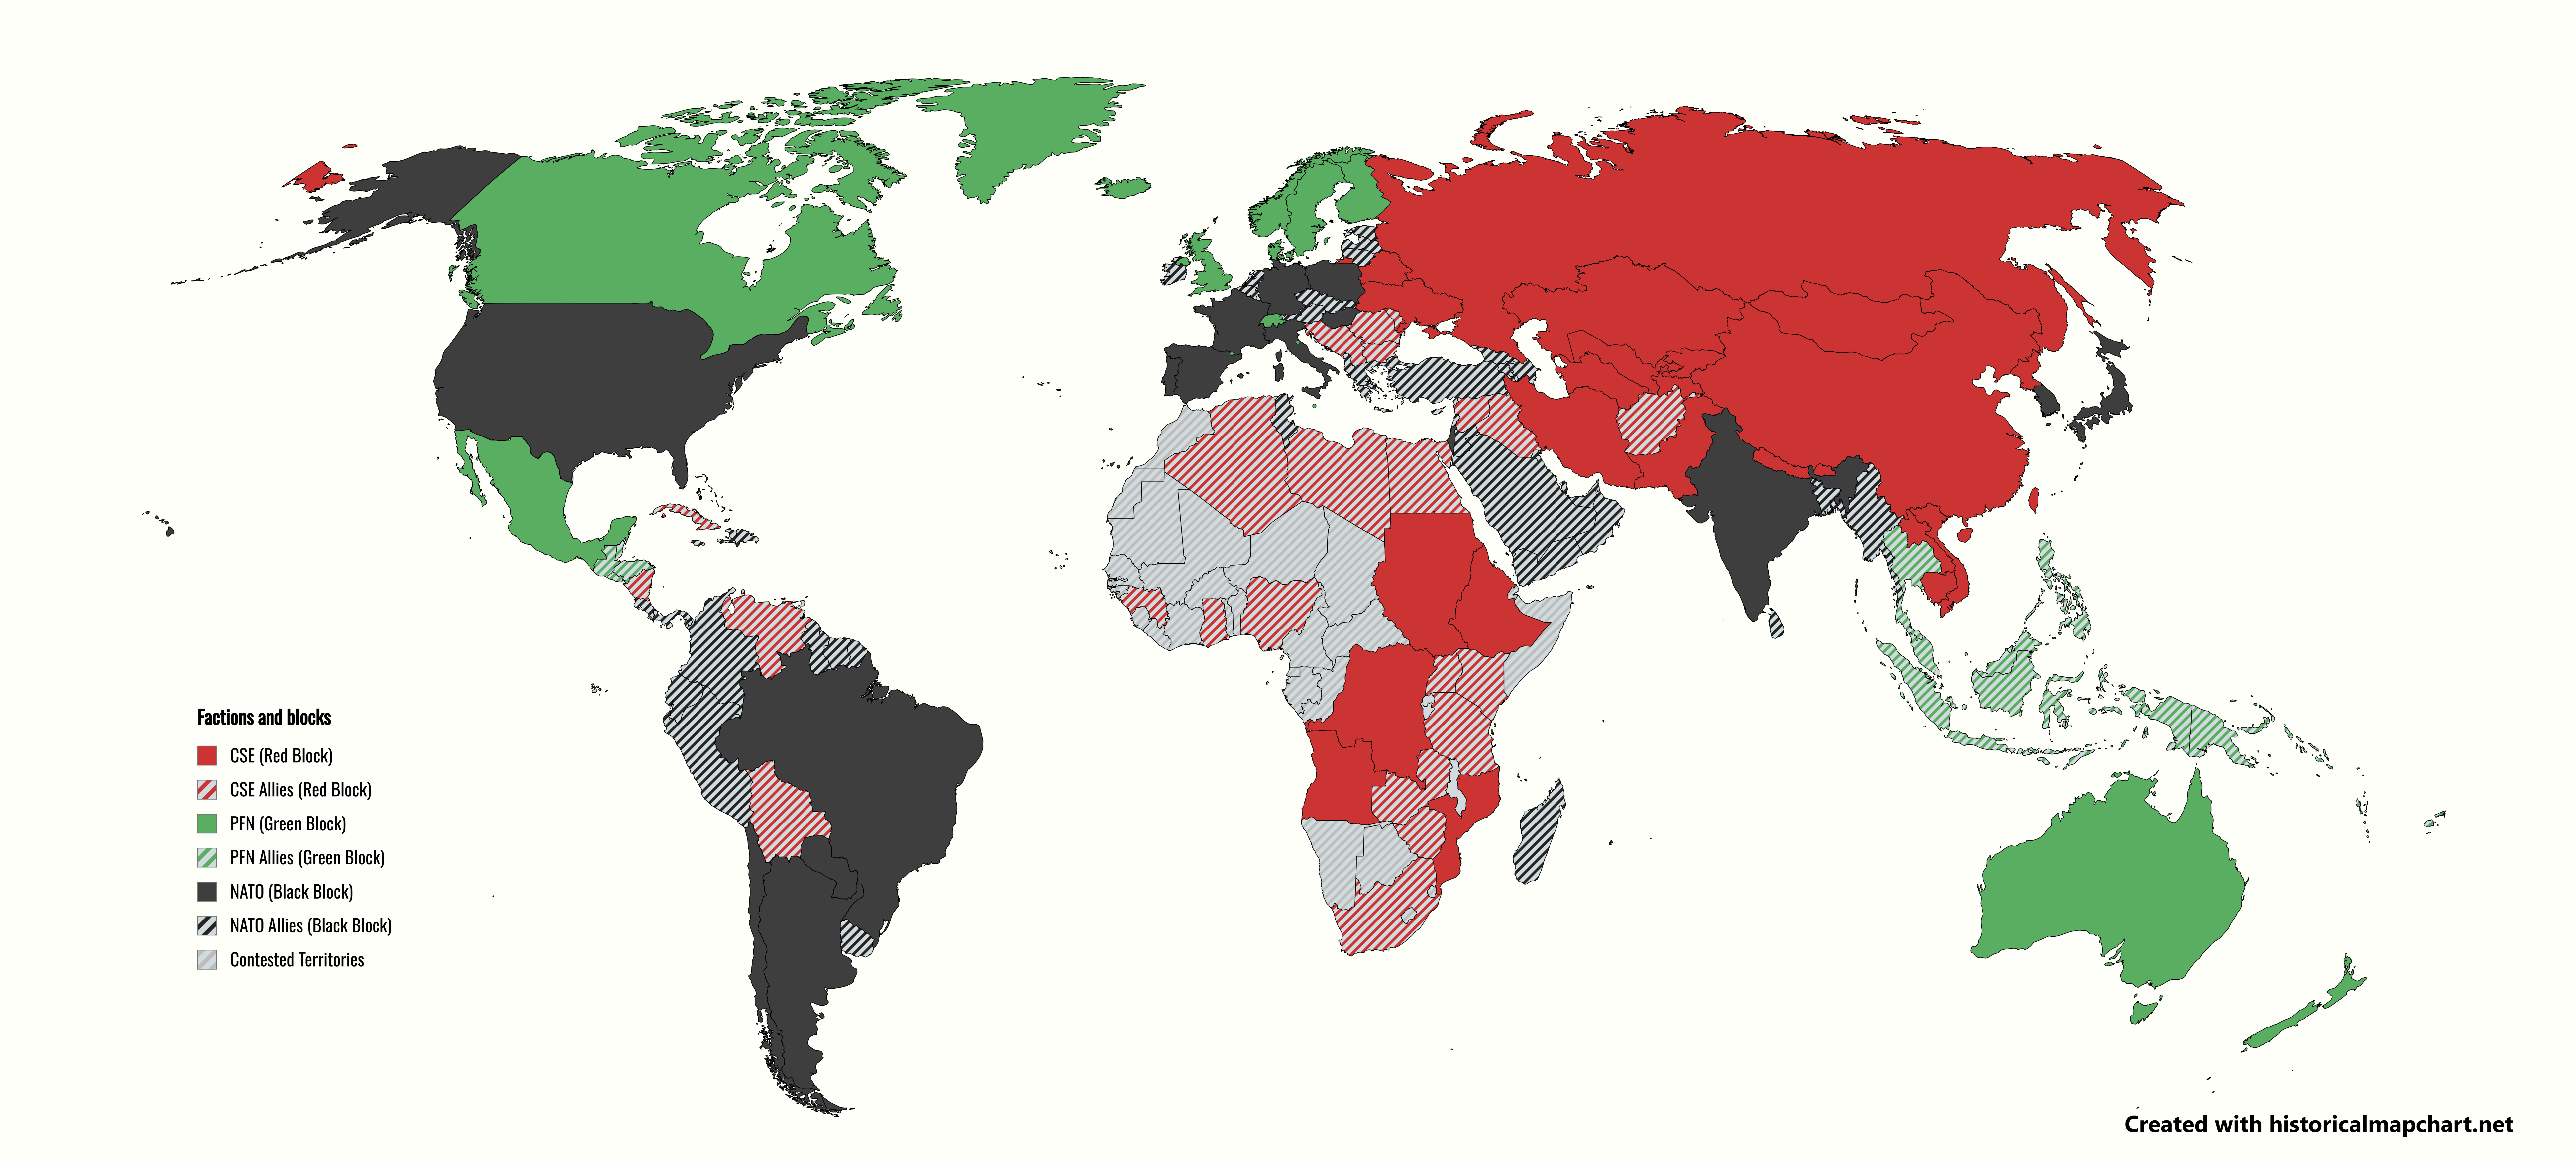 Factions and blocks
CSE (Red Block)
CSE Allies (Red Block)
PFN (Green Block)
PFN Allies (Green Block)
NATO (Black Block)
NATO Allies (Black Block)
Contested Territories
Created with historicalmapchart.net